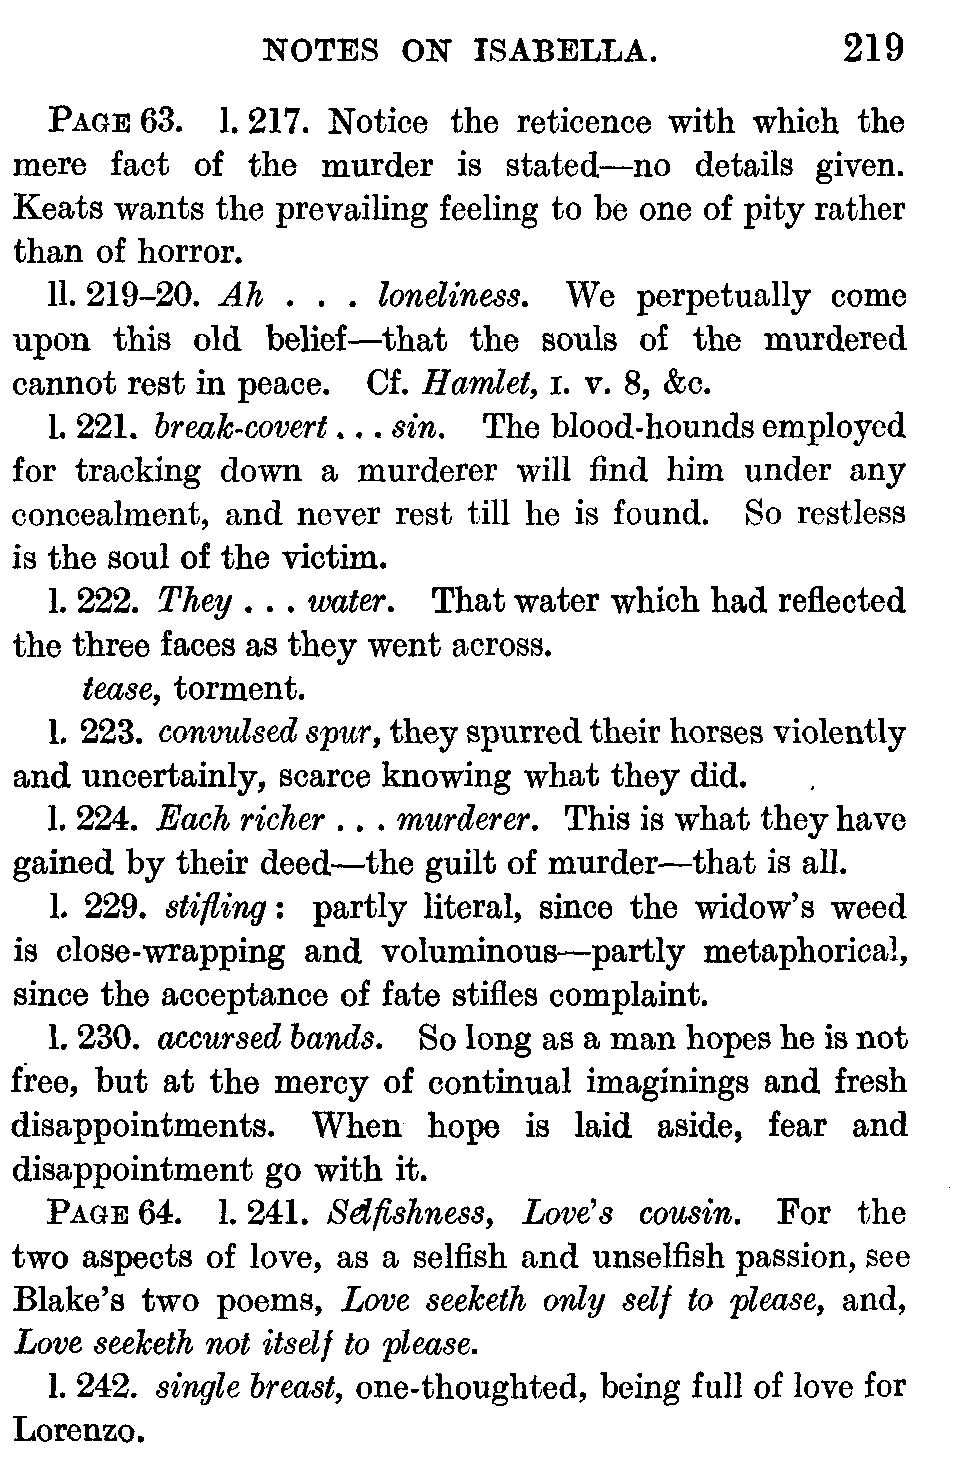 NOTES ON ISABELLA. 219
PAGE 63. l. 217. Notice the reticence with which the
mere fact of the murder is stated—no details given.
Keats wants the prevailing feeling to be one of pity rather
than of horror.
ll. 219–20. Ah . . . loneliness. We perpetually come
upon this old belief—that the souls of the murdered
cannot rest in peace. Cf. Hamlet, I. v. 8, &c.
l. 221. break-covert . . . sin. The blood-hounds employed
for tracking down a murderer will find him under any
concealment, and never rest till he is found. So restless
is the soul of the victim.
l. 222. They . . . water. That water which had reflected
the three faces as they went across.
tease, torment.
l. 223. convulsed spur, they spurred their horses violently
and uncertainly, scarce knowing what they did.
l. 224. Each richer . . . murderer. This is what they have
gained by their deed—the guilt of murder—that is all.
l. 229. stifling: partly literal, since the widow's weed
is close-wrapping and voluminous—partly metaphorical,
since the acceptance of fate stifles complaint.
l. 230. accursed bands. So long as a man hopes he is not
free, but at the mercy of continual imaginings and fresh
disappointments. When hope is laid aside, fear and
disappointment go with it.
PAGE 64. l. 241. Selfishness, Love's cousin. For the
two aspects of love, as a selfish and unselfish passion, see
Blake's two poems, Love seeketh only self to please, and,
Love seeketh not itself to please.
l. 242. single breast, one-thoughted, being full of love for
Lorenzo.